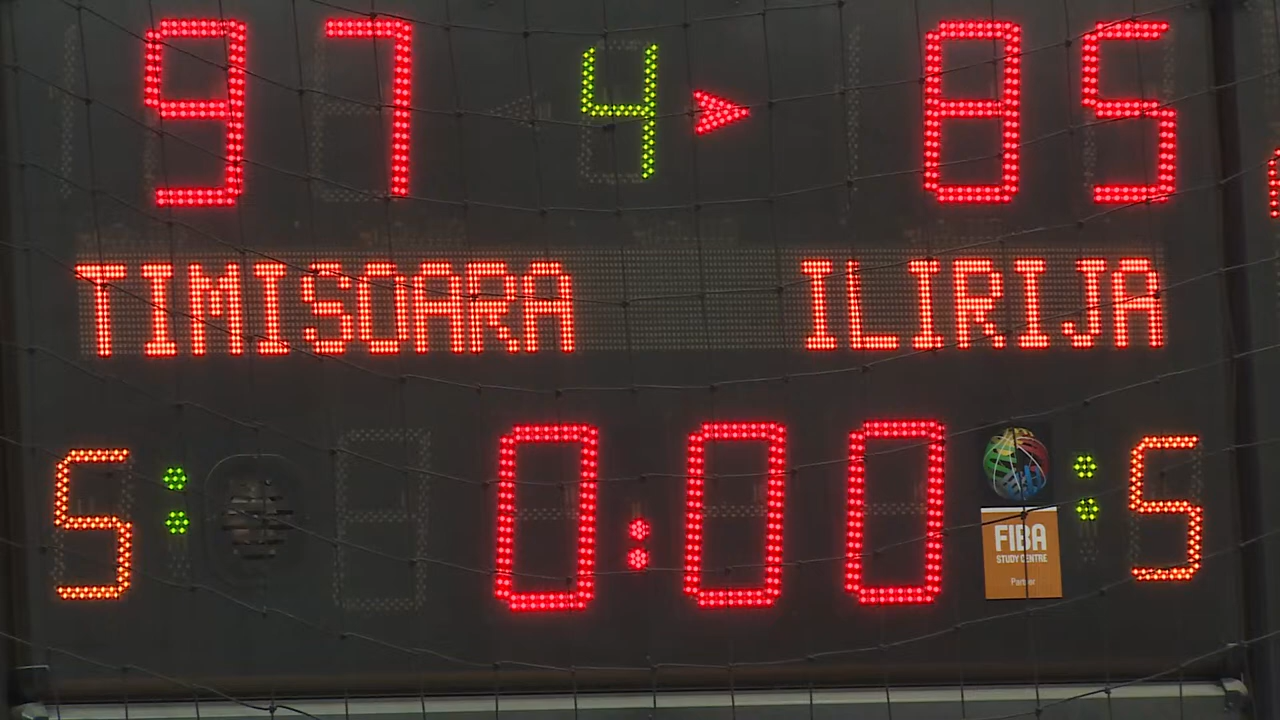 97 4 85
TIMISOARA ILIRIJA
5 : 0:00 : 5
FIBA
STUDY CENTRE
Partner